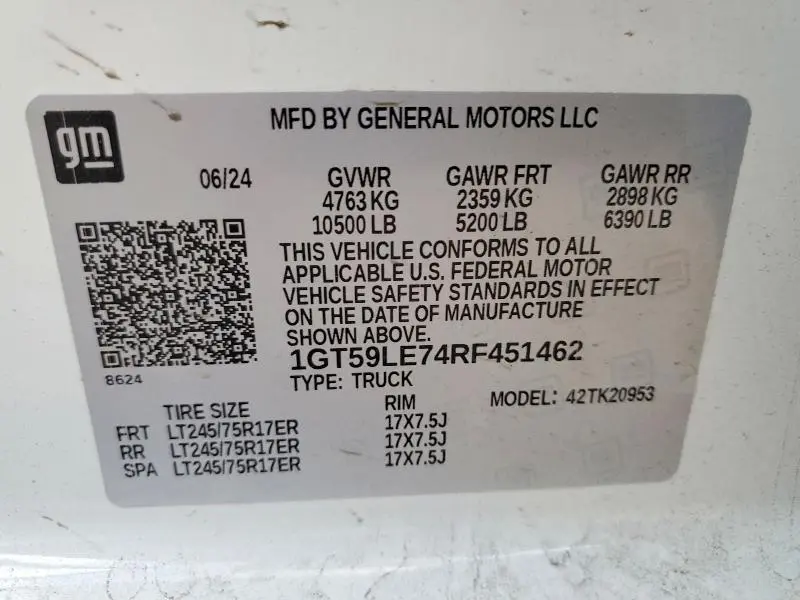 gm
MFD BY GENERAL MOTORS LLC
06/24 GVWR GAWR FRT GAWR RR
4763 KG 2359 KG 2898 KG
10500 LB 5200 LB 6390 LB
THIS VEHICLE CONFORMS TO ALL
APPLICABLE U.S. FEDERAL MOTOR
VEHICLE SAFETY STANDARDS IN EFFECT
ON THE DATE OF MANUFACTURE
SHOWN ABOVE.
1GT59LE74RF451462
8624
TYPE: TRUCK
MODEL: 42TK20953
TIRE SIZE RIM
FRT LT245/75R17ER 17X7.5J
RR LT245/75R17ER 17X7.5J
SPA LT245/75R17ER 17X7.5J